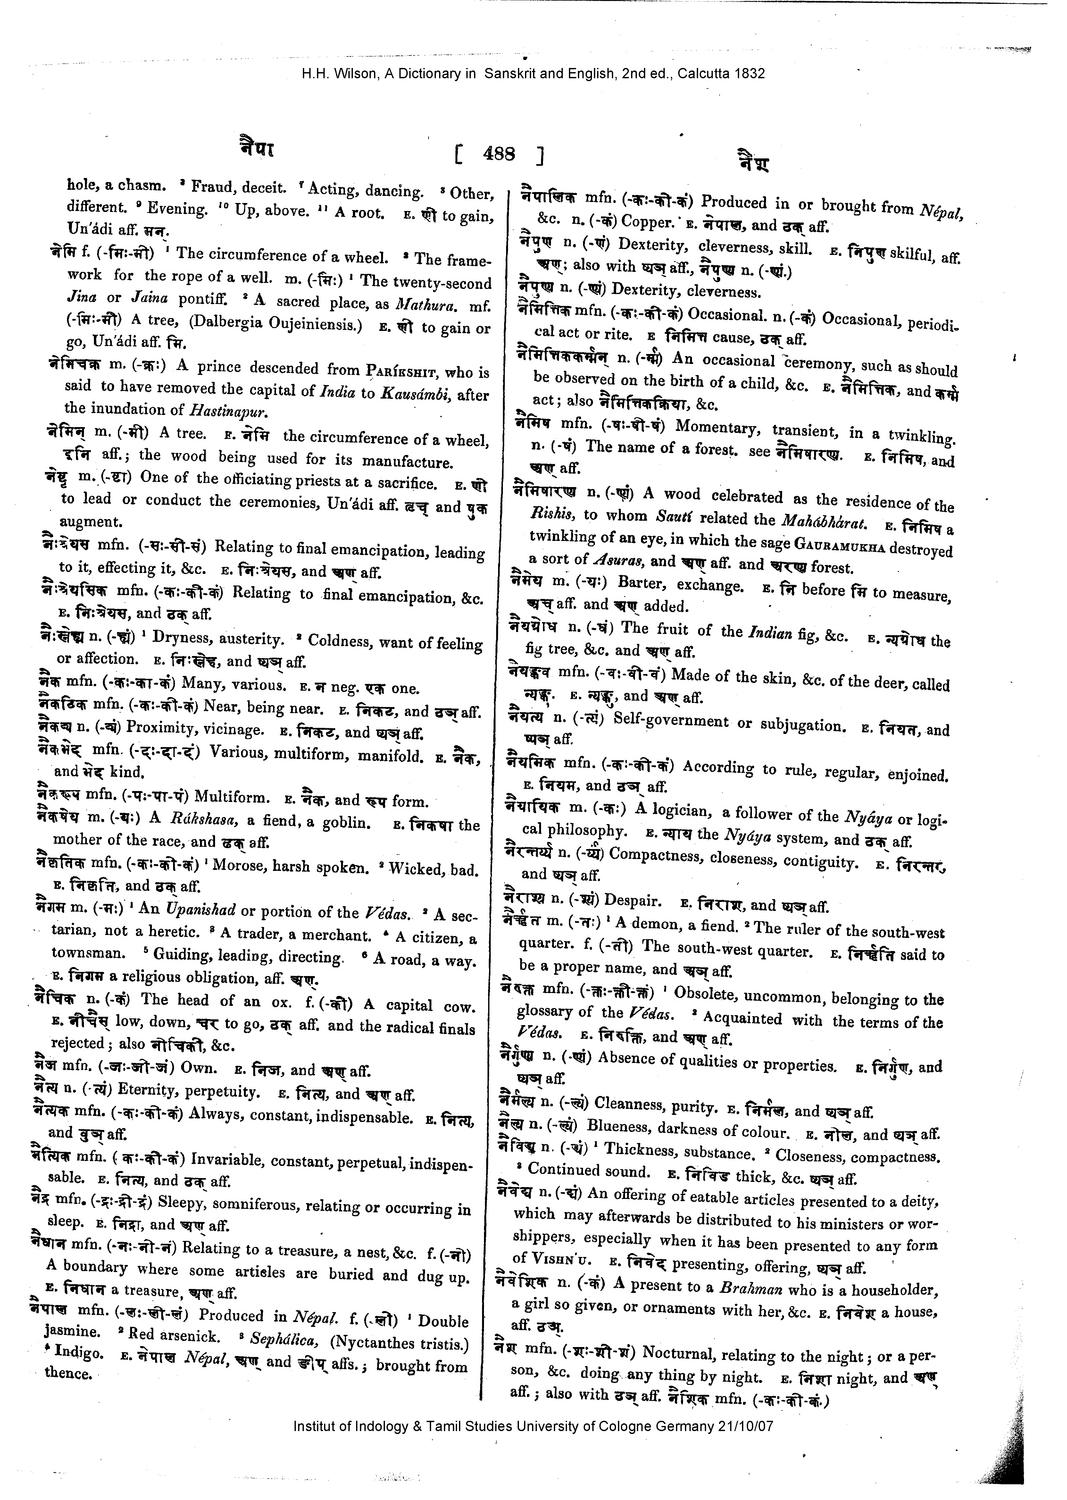 H.H. Wilson, A Dictionary in Sanskrit and English, 2nd ed., Calcutta 1832
नैपा
[ 488 ]
नैशृ
hole, a chasm. ⁶ Fraud, deceit. ⁷ Acting, dancing. ⁸ Other,
different. ⁹ Evening. ¹⁰ Up, above. ¹¹ A root. E. णी to gain,
Un'ádi aff. मन्.
नेमि f. (-मिः-मी) ¹ The circumference of a wheel. ² The frame-
work for the rope of a well. m. (-मिः) ¹ The twenty-second
Jina or Jaina pontiff. ² A sacred place, as Mathura. mf.
(-मिः-मी) A tree, (Dalbergia Oujeiniensis.) E. णी to gain or
go, Un'ádi aff. मि.
नेमिचक्र m. (-क्रः) A prince descended from PARÍKSHIT, who is
said to have removed the capital of India to Kausámbi, after
the inundation of Hastinapur.
नेमिन् m. (-मी) A tree. E. नेमि the circumference of a wheel,
इनि aff.; the wood being used for its manufacture.
नेष्टृ m. (-ष्टा) One of the officiating priests at a sacrifice. E. णी
to lead or conduct the ceremonies, Un'ádi aff. तृच् and षुक्
augment.
नैःश्रेयस mfn. (-सः-सी-सं) Relating to final emancipation, leading
to it, effecting it, &c. E. निःश्रेयस, and अण् aff.
नैःश्रेयसिक mfn. (-कः-की-कं) Relating to final emancipation, &c.
E. निःश्रेयस, and ठक् aff.
नैःस्नेह्य n. (-ह्यं) ¹ Dryness, austerity. ² Coldness, want of feeling
or affection. E. निःस्नेह, and ष्यञ् aff.
नैक mfn. (-कः-का-कं) Many, various. E. न neg. एक one.
नैकटिक mfn. (-कः-की-कं) Near, being near. E. निकट, and ठञ् aff.
नैकट्य n. (-ट्यं) Proximity, vicinage. E. निकट, and ष्यञ् aff.
नैकभेद mfn. (-दः-दा-दं) Various, multiform, manifold. E. नैक,
and भेद kind.
नैकरूप mfn. (-पः-पा-पं) Multiform. E. नैक, and रूप form.
नैकषेय m. (-यः) A Rákshasa, a fiend, a goblin. E. निकषा the
mother of the race, and ढक् aff.
नैकृतिक mfn. (-कः-की-कं) ¹ Morose, harsh spoken. ² Wicked, bad.
E. निकृति, and ठक् aff.
नैगम m. (-मः) ¹ An Upanishad or portion of the Védas. ² A sec-
tarian, not a heretic. ³ A trader, a merchant. ⁴ A citizen, a
townsman. ⁵ Guiding, leading, directing. ⁶ A road, a way.
E. निगम a religious obligation, aff. अण्.
नैचिक n. (-कं) The head of an ox. f. (-की) A capital cow.
E. नीचैस् low, down, चर to go, ठक् aff. and the radical finals
rejected; also नीचिकी, &c.
नैज mfn. (-जः-जी-जं) Own. E. निज, and अण् aff.
नैत्य n. (-त्यं) Eternity, perpetuity. E. नित्य, and अण् aff.
नैत्यक mfn. (-कः-की-कं) Always, constant, indispensable. E. नित्य,
and वुञ् aff.
नैत्यिक mfn. ( कः-की-कं) Invariable, constant, perpetual, indispen-
sable. E. नित्य, and ठक् aff.
नैद्र mfn. (-द्रः-द्री-द्रं) Sleepy, somniferous, relating or occurring in
sleep. E. निद्रा, and अण् aff.
नैधान mfn. (-नः-नी-नं) Relating to a treasure, a nest, &c. f. (-नी)
A boundary where some articles are buried and dug up.
E. निधान a treasure, अण् aff.
नैपाल mfn. (-लः-ली-लं) Produced in Népal. f. (-ली) ¹ Double
jasmine. ² Red arsenick. ³ Sephálica, (Nyctanthes tristis.)
⁴ Indigo. E. नेपाल Népal, अण् and ङीप् affs.; brought from
thence.
नैपालिक mfn. (-कः-की-कं) Produced in or brought from Népal,
&c. n. (-कं) Copper. E. नेपाल, and ठक् aff.
नैपुण n. (-णं) Dexterity, cleverness, skill. E. निपुण skilful, aff.
अण्; also with ष्यञ् aff., नैपुण्य n. (-ण्यं.)
नैपुण्य n. (-ण्यं) Dexterity, cleverness.
नैमित्तिक mfn. (-कः-की-कं) Occasional. n. (-कं) Occasional, periodi-
cal act or rite. E निमित्त cause, ठक् aff.
नैमित्तिककर्म्मन् n. (-र्म्म) An occasional ceremony, such as should
be observed on the birth of a child, &c. E. नैमित्तिक, and कर्म्म
act; also नैमित्तिकक्रिया, &c.
नैमिष mfn. (-षः-षी-षं) Momentary, transient, in a twinkling.
n. (-षं) The name of a forest. see नैमिषारण्य. E. निमिष, and
अण् aff.
नैमिषारण्य n. (-ण्यं) A wood celebrated as the residence of the
Rishis, to whom Sautí related the Mahábhárat. E. निमिष a
twinkling of an eye, in which the sage GAURAMUKHA destroyed
a sort of Asuras, and अण् aff. and अरण्य forest.
नैमेय m. (-यः) Barter, exchange. E. नि before मि to measure,
अच् aff. and अण् added.
नैयग्रोध n. (-धं) The fruit of the Indian fig, &c. E. न्यग्रोध the
fig tree, &c. and अण् aff.
नैयङ्कव mfn. (-वः-वी-वं) Made of the skin, &c. of the deer, called
न्यङ्कु. E. न्यङ्कु, and अण् aff.
नैयत्य n. (-त्यं) Self-government or subjugation. E. नियत, and
ष्यञ् aff.
नैयमिक mfn. (-कः-की-कं) According to rule, regular, enjoined.
E. नियम, and ठञ् aff.
नैयायिक m. (-कः) A logician, a follower of the Nyáya or logi-
cal philosophy. E. न्याय the Nyáya system, and ठक् aff.
नैरन्तर्य्य n. (-र्य्यं) Compactness, closeness, contiguity. E. निरन्तर,
and ष्यञ् aff.
नैराश्य n. (-श्यं) Despair. E. निराश, and ष्यञ् aff.
नैर्ऋत m. (-तः) ¹ A demon, a fiend. ² The ruler of the south-west
quarter. f. (-ती) The south-west quarter. E. निर्ऋति said to
be a proper name, and अञ् aff.
नैरुक्त mfn. (-क्तः-क्ती-क्तं) ¹ Obsolete, uncommon, belonging to the
glossary of the Védas. ² Acquainted with the terms of the
Védas. E. निरुक्ति, and अण् aff.
नैर्गुण्य n. (-ण्यं) Absence of qualities or properties. E. निर्गुण, and
ष्यञ् aff.
नैर्मल्य n. (-ल्यं) Cleanness, purity. E. निर्मल, and ष्यञ् aff.
नैल्य n. (-ल्यं) Blueness, darkness of colour. E. नील, and ष्यञ् aff.
नैविड्य n. (-ड्यं) ¹ Thickness, substance. ² Closeness, compactness.
³ Continued sound. E. निविड thick, &c. ष्यञ् aff.
नैवेद्य n. (-द्यं) An offering of eatable articles presented to a deity,
which may afterwards be distributed to his ministers or wor-
shippers, especially when it has been presented to any form
of VISHN'U. E. निवेद presenting, offering, ष्यञ् aff.
नैवेशिक n. (-कं) A present to a Brahman who is a householder,
a girl so given, or ornaments with her, &c. E. निवेश a house,
aff. ठञ्.
नैश mfn. (-शः-शी-शं) Nocturnal, relating to the night; or a per-
son, &c. doing any thing by night. E. निशा night, and अण्
aff.; also with ठञ् aff. नैशिक mfn. (-कः-की-कं.)
Institut of Indology & Tamil Studies University of Cologne Germany 21/10/07